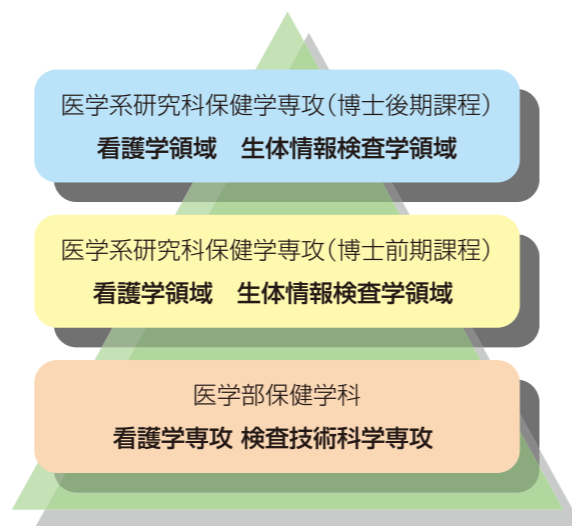 医学系研究科保健学専攻（博士後期課程）
看護学領域　生体情報検査学領域
医学系研究科保健学専攻（博士前期課程）
看護学領域　生体情報検査学領域
医学部保健学科
看護学専攻 検査技術科学専攻